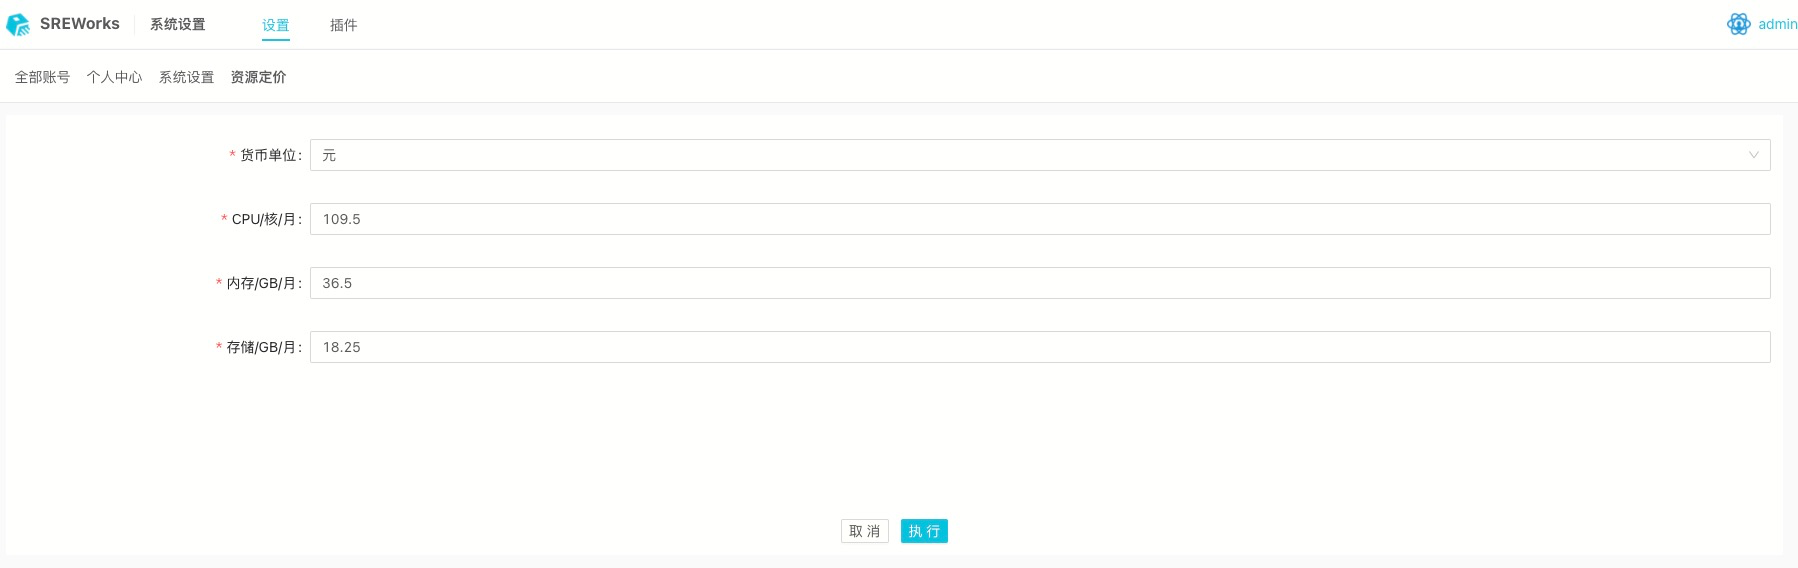 SREWorks 系统设置 设置 插件 admin
全部账号 个人中心 系统设置 资源定价
* 货币单位: 元
* CPU/核/月: 109.5
* 内存/GB/月: 36.5
* 存储/GB/月: 18.25
取 消 执 行